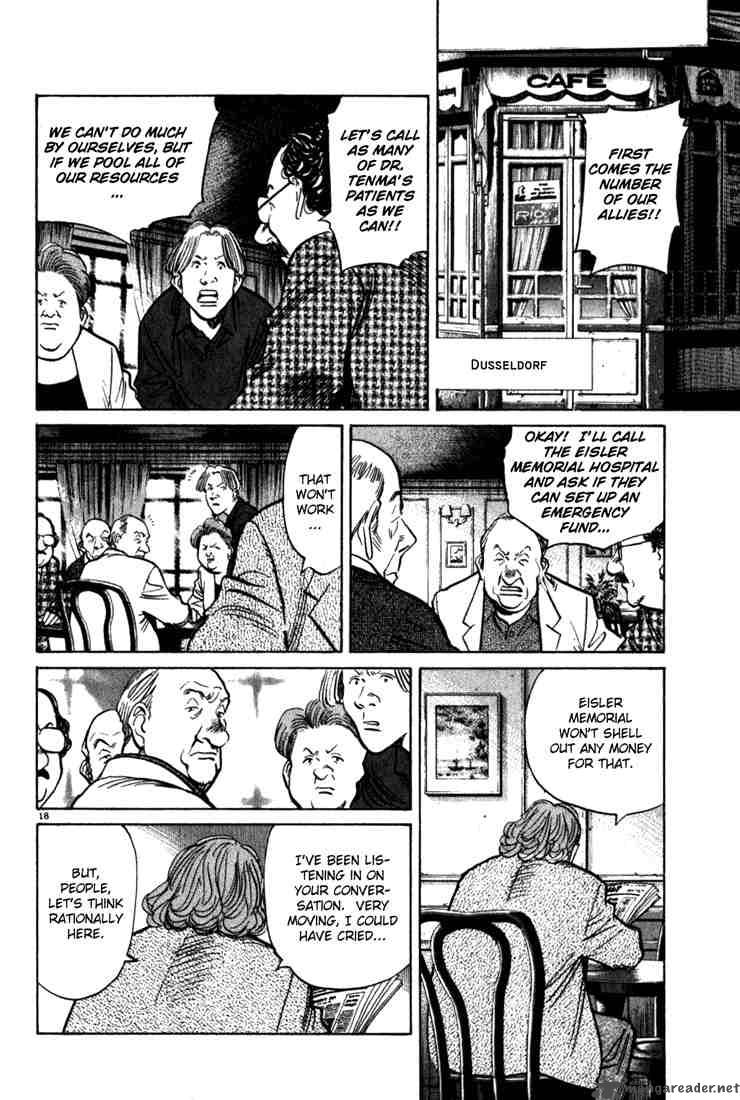 CAFÉ
FIRST
COMES THE
NUMBER
OF OUR
ALLIES!!
DUSSELDORF
LET'S CALL
AS MANY
OF DR.
TENMA'S
PATIENTS
AS WE
CAN!!
WE CAN'T DO MUCH
BY OURSELVES, BUT
IF WE POOL ALL OF
OUR RESOURCES
...
OKAY! I'LL CALL
THE EISLER
MEMORIAL HOSPITAL
AND ASK IF THEY
CAN SET UP AN
EMERGENCY
FUND...
THAT
WON'T
WORK
...
EISLER
MEMORIAL
WON'T SHELL
OUT ANY MONEY
FOR THAT.
18
I'VE BEEN LIS-
TENING IN ON
YOUR CONVER-
SATION. VERY
MOVING, I COULD
HAVE CRIED...
BUT,
PEOPLE,
LET'S THINK
RATIONALLY
HERE.
mangareader.net